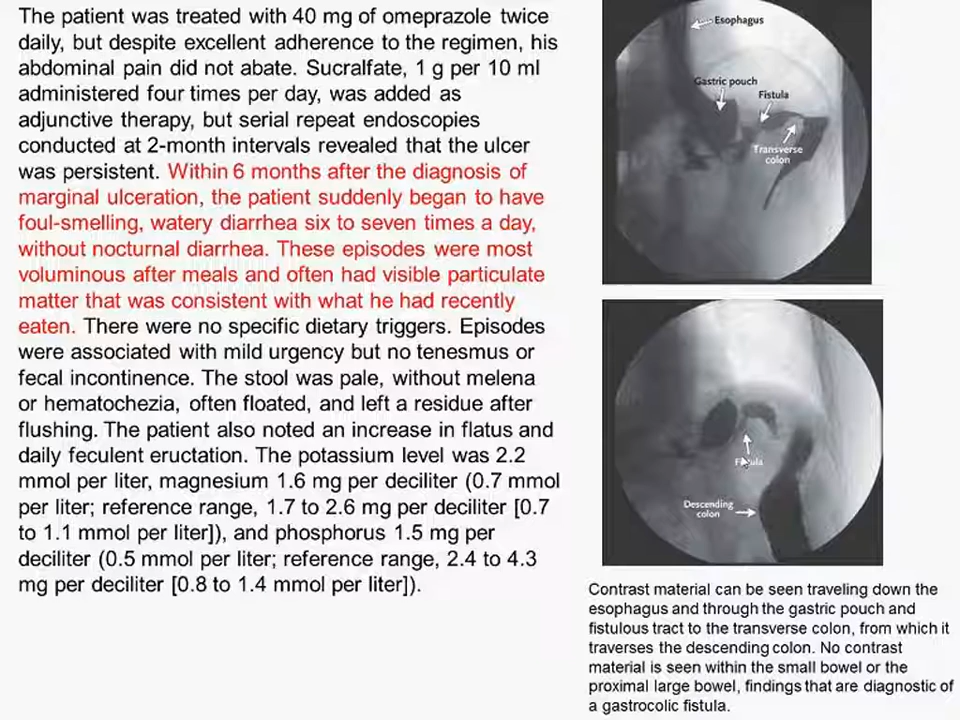 The patient was treated with 40 mg of omeprazole twice
daily, but despite excellent adherence to the regimen, his
abdominal pain did not abate. Sucralfate, 1 g per 10 ml
administered four times per day, was added as
adjunctive therapy, but serial repeat endoscopies
conducted at 2-month intervals revealed that the ulcer
was persistent. Within 6 months after the diagnosis of
marginal ulceration, the patient suddenly began to have
foul-smelling, watery diarrhea six to seven times a day,
without nocturnal diarrhea. These episodes were most
voluminous after meals and often had visible particulate
matter that was consistent with what he had recently
eaten. There were no specific dietary triggers. Episodes
were associated with mild urgency but no tenesmus or
fecal incontinence. The stool was pale, without melena
or hematochezia, often floated, and left a residue after
flushing. The patient also noted an increase in flatus and
daily feculent eructation. The potassium level was 2.2
mmol per liter, magnesium 1.6 mg per deciliter (0.7 mmol
per liter; reference range, 1.7 to 2.6 mg per deciliter [0.7
to 1.1 mmol per liter]), and phosphorus 1.5 mg per
deciliter (0.5 mmol per liter; reference range, 2.4 to 4.3
mg per deciliter [0.8 to 1.4 mmol per liter]).
Esophagus
Gastric pouch
Fistula
Transverse
colon
Fistula
Descending
colon
Contrast material can be seen traveling down the
esophagus and through the gastric pouch and
fistulous tract to the transverse colon, from which it
traverses the descending colon. No contrast
material is seen within the small bowel or the
proximal large bowel, findings that are diagnostic of
a gastrocolic fistula.